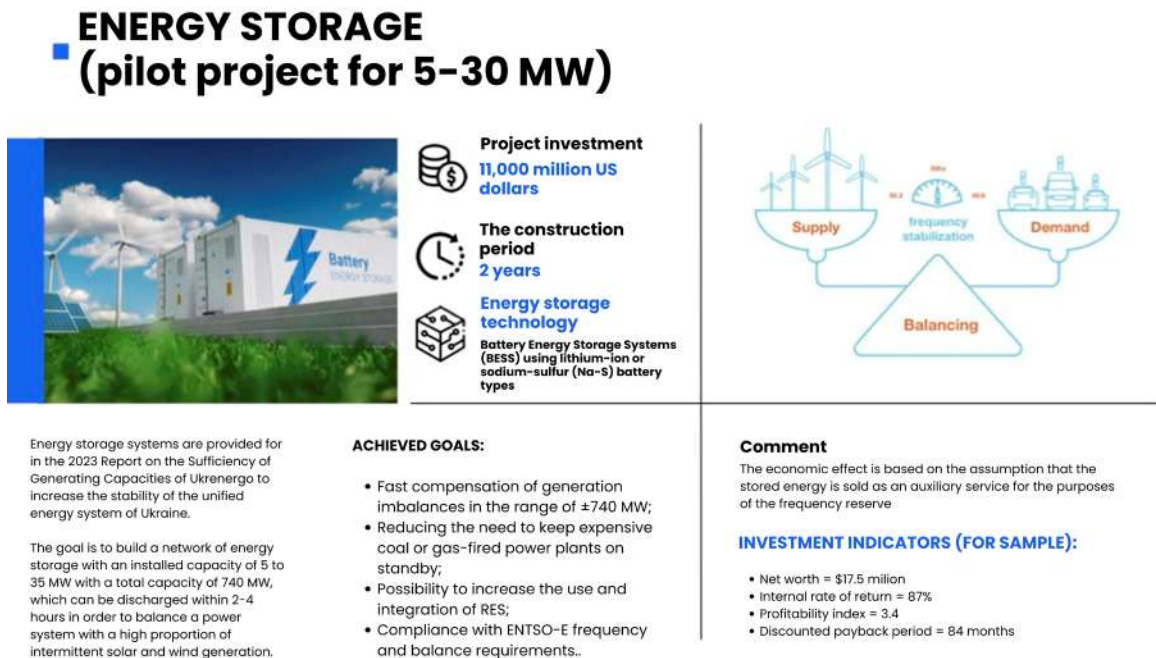 ENERGY STORAGE
(pilot project for 5-30 MW)
Battery
ENERGY STORAGE
Project investment
11,000 million US
dollars
The construction
period
2 years
Energy storage
technology
Battery Energy Storage Systems
(BESS) using lithium-ion or
sodium-sulfur (Na-S) battery
types
Supply
frequency
stabilization
Demand
Balancing
Energy storage systems are provided for
in the 2023 Report on the Sufficiency of
Generating Capacities of Ukrenergo to
increase the stability of the unified
energy system of Ukraine.
The goal is to build a network of energy
storage with an installed capacity of 5 to
35 MW with a total capacity of 740 MW,
which can be discharged within 2-4
hours in order to balance a power
system with a high proportion of
intermittent solar and wind generation.
ACHIEVED GOALS:
• Fast compensation of generation
imbalances in the range of ±740 MW;
• Reducing the need to keep expensive
coal or gas-fired power plants on
standby;
• Possibility to increase the use and
integration of RES;
• Compliance with ENTSO-E frequency
and balance requirements..
Comment
The economic effect is based on the assumption that the
stored energy is sold as an auxiliary service for the purposes
of the frequency reserve
INVESTMENT INDICATORS (FOR SAMPLE):
• Net worth = $17.5 milion
• Internal rate of return = 87%
• Profitability index = 3.4
• Discounted payback period = 84 months